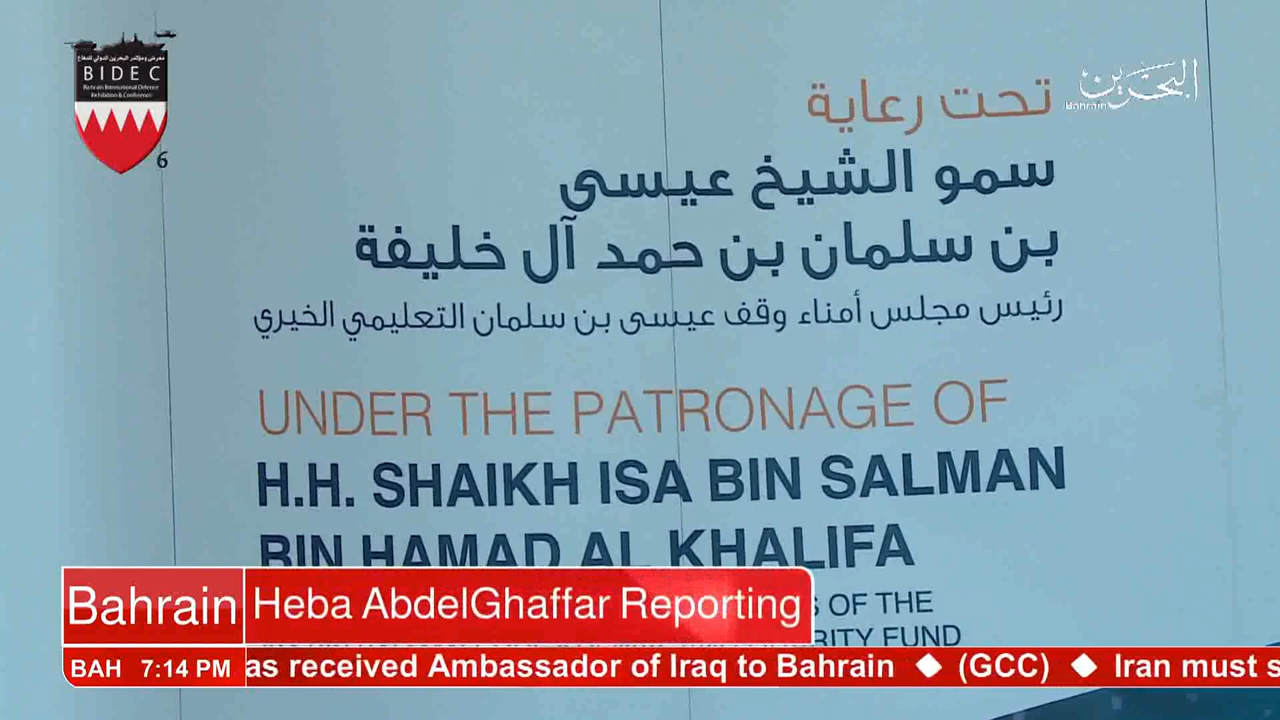 معرض ومؤتمر البحرين الدولي للدفاع
BIDEC
Bahrain International Defence
Exhibition & Conference
6
البحرين
Bahrain
تحت رعاية
سمو الشيخ عيسى
بن سلمان بن حمد آل خليفة
رئيس مجلس أمناء وقف عيسى بن سلمان التعليمي الخيري
UNDER THE PATRONAGE OF
H.H. SHAIKH ISA BIN SALMAN
BIN HAMAD AL KHALIFA
OF THE
FUND
Bahrain
Heba AbdelGhaffar Reporting
BAH 7:14 PM
as received Ambassador of Iraq to Bahrain ◆ (GCC) ◆ Iran must s